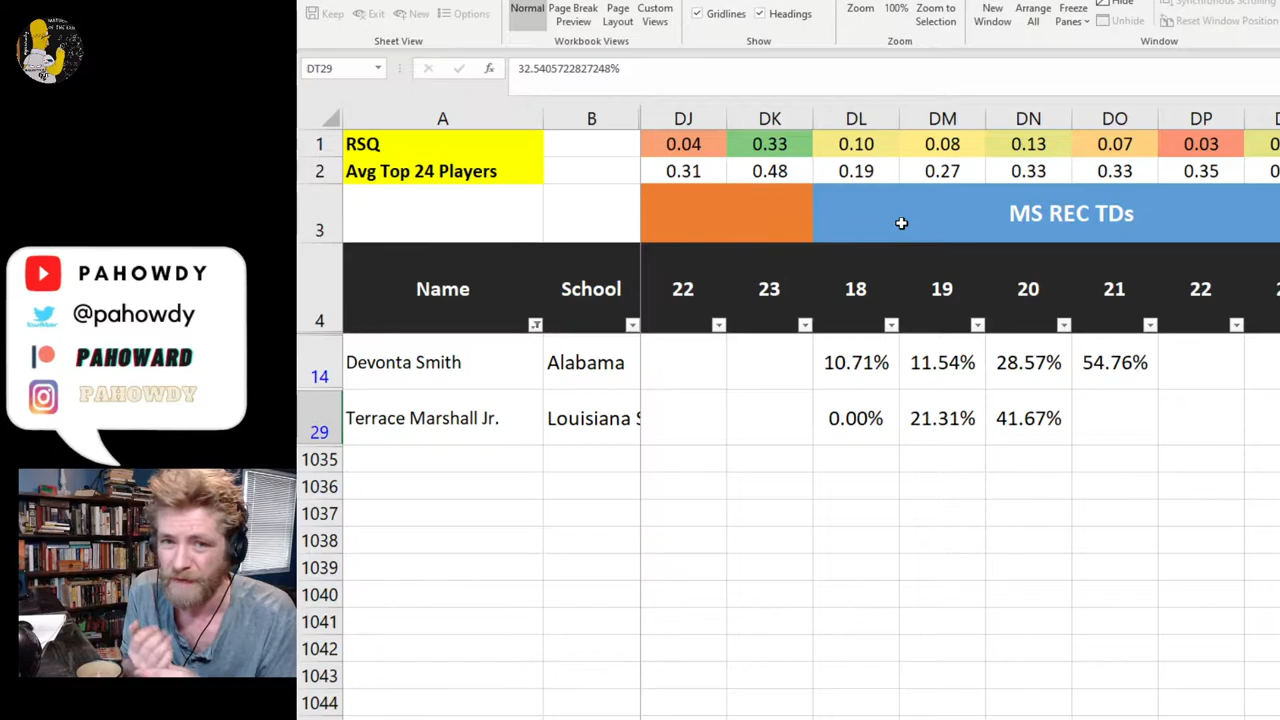 Keep
Exit
New
Options
Sheet View
Normal
Page Break
Preview
Page
Layout
Custom
Views
Workbook Views
Gridlines
Headings
Show
Zoom
100%
Zoom to
Selection
Zoom
New
Window
Arrange
All
Freeze
Panes
Hide
Unhide
Synchronous Scrolling
Reset Window Position
Window
DT29
fx
32.5405722827248%
A B DJ DK DL DM DN DO DP
1 RSQ 0.04 0.33 0.10 0.08 0.13 0.07 0.03
2 Avg Top 24 Players 0.31 0.48 0.19 0.27 0.33 0.33 0.35
3 MS REC TDs
4 Name School 22 23 18 19 20 21 22
14 Devonta Smith Alabama 10.71% 11.54% 28.57% 54.76%
29 Terrace Marshall Jr. Louisiana S 0.00% 21.31% 41.67%
1035
1036
1037
1038
1039
1040
1041
1042
1043
1044
PAHOWDY
@pahowdy
PAHOWARD
PAHOWDY